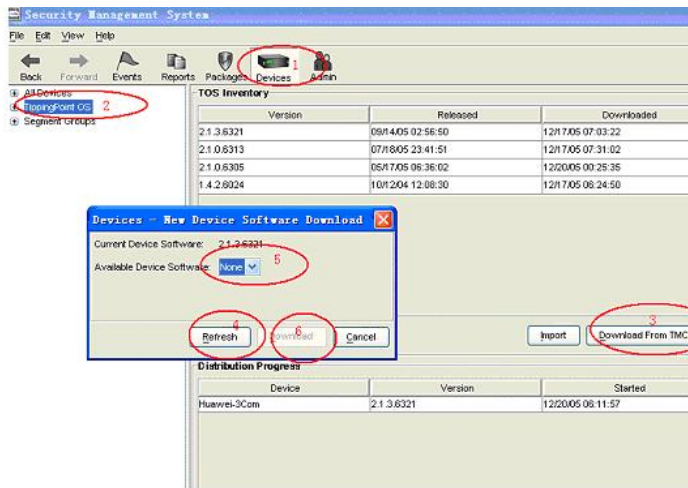 Security Management System
File Edit View Help
Back Forward Events Reports Packages Devices Admin
1
All Devices
TippingPoint OS
2
Segment Groups
TOS Inventory
Version Released Downloaded
2.1.3.6321 09/14/05 02:56:50 12/17/05 07:03:22
2.1.0.6313 07/18/05 23:41:51 12/17/05 07:31:02
2.1.0.6305 05/17/05 06:36:02 12/20/05 00:25:35
1.4.2.6024 10/12/04 12:08:30 12/17/05 06:24:50
Devices - New Device Software Download
Current Device Software: 2.1.3.6321
Available Device Software: None
5
4
6
Refresh Download Cancel
3
Import Download From TMC
Distribution Progress
Device Version Started
Huawei-3Com 2.1.3.6321 12/20/05 06:11:57